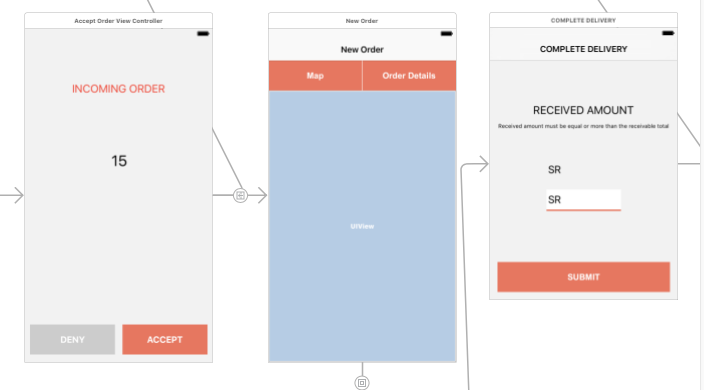 Accept Order View Controller
INCOMING ORDER
15
DENY
ACCEPT
New Order
New Order
Map
Order Details
UIView
COMPLETE DELIVERY
COMPLETE DELIVERY
RECEIVED AMOUNT
Received amount must be equal or more than the receivable total
SR
SR
SUBMIT